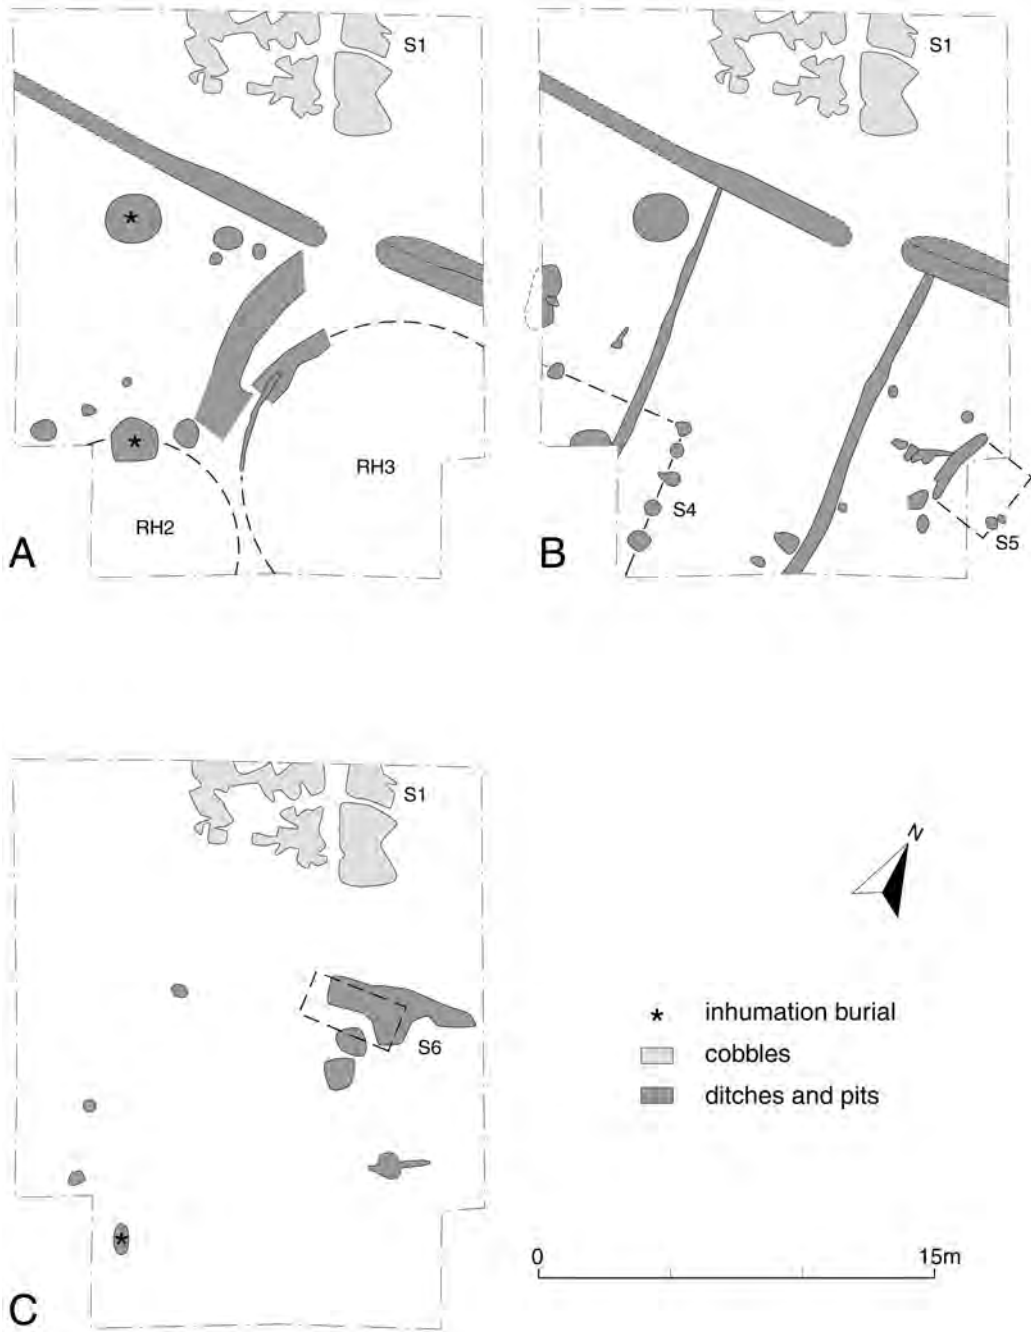 S1
RH3
RH2
A
S1
S4
S5
B
S1
S6
C
N
* inhumation burial
cobbles
ditches and pits
0 15m